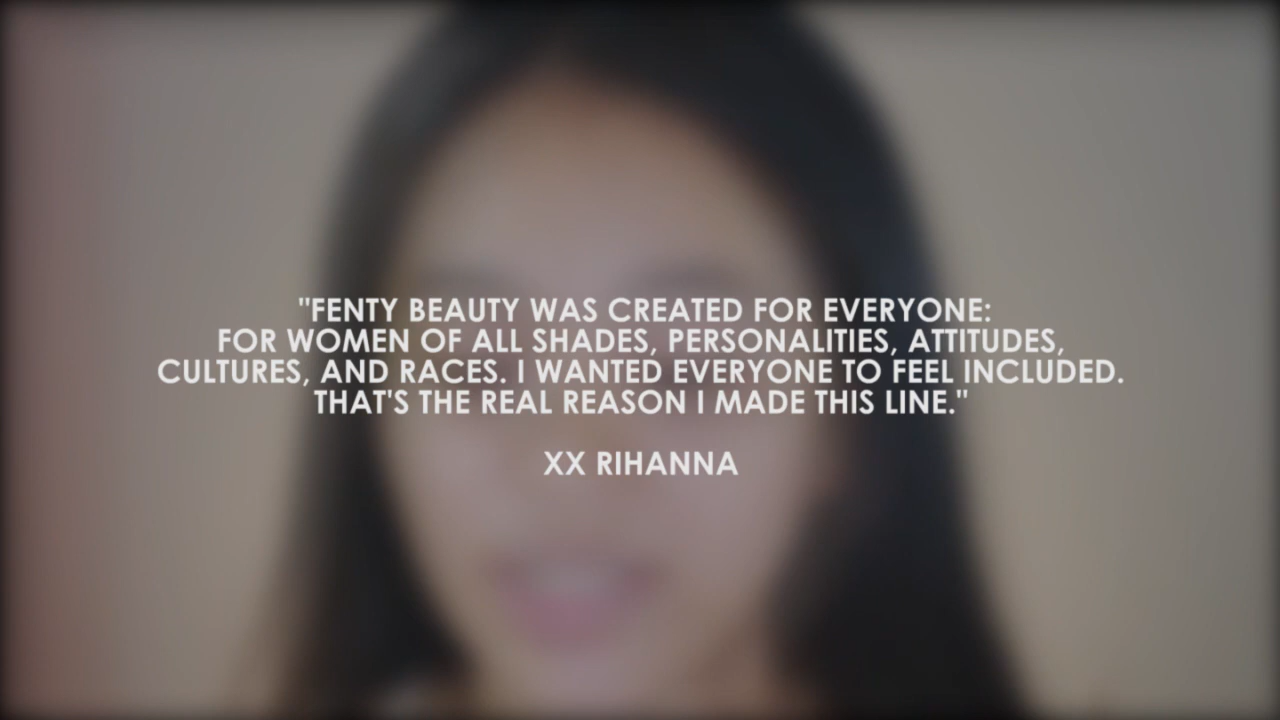 "FENTY BEAUTY WAS CREATED FOR EVERYONE:
FOR WOMEN OF ALL SHADES, PERSONALITIES, ATTITUDES,
CULTURES, AND RACES. I WANTED EVERYONE TO FEEL INCLUDED.
THAT'S THE REAL REASON I MADE THIS LINE."
XX RIHANNA